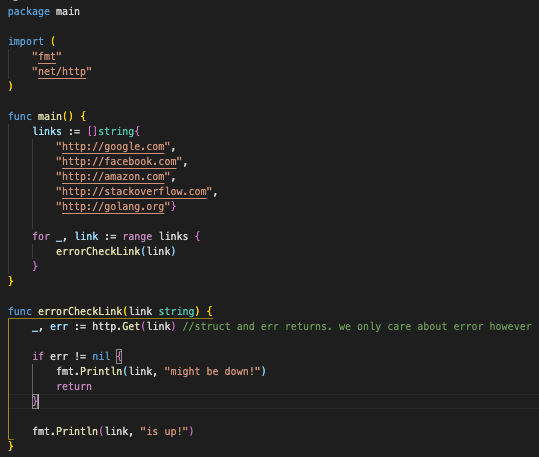 package main
import (
"fmt"
"net/http"
)
func main() {
links := []string{
"http://google.com",
"http://facebook.com",
"http://amazon.com",
"http://stackoverflow.com",
"http://golang.org"}
for _, link := range links {
errorCheckLink(link)
}
}
func errorCheckLink(link string) {
_, err := http.Get(link) //struct and err returns. we only care about error however
if err != nil {
fmt.Println(link, "might be down!")
return
}
fmt.Println(link, "is up!")
}